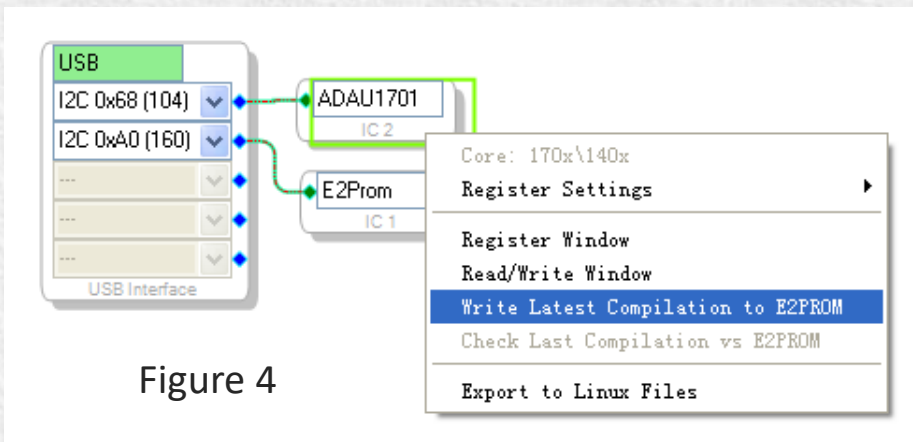 USB
I2C 0x68 (104)
I2C 0xA0 (160)
---
---
---
USB Interface
ADAU1701
IC 2
E2Prom
IC 1
Core: 170x\140x
Register Settings
Register Window
Read/Write Window
Write Latest Compilation to E2PROM
Check Last Compilation vs E2PROM
Export to Linux Files
Figure 4